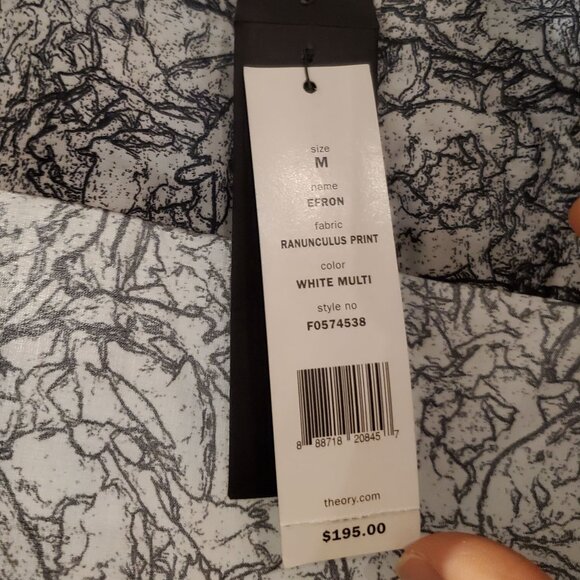 size
M
name
EFRON
fabric
RANUNCULUS PRINT
color
WHITE MULTI
style no
F0574538
8 88718 20845 7
theory.com
$195.00